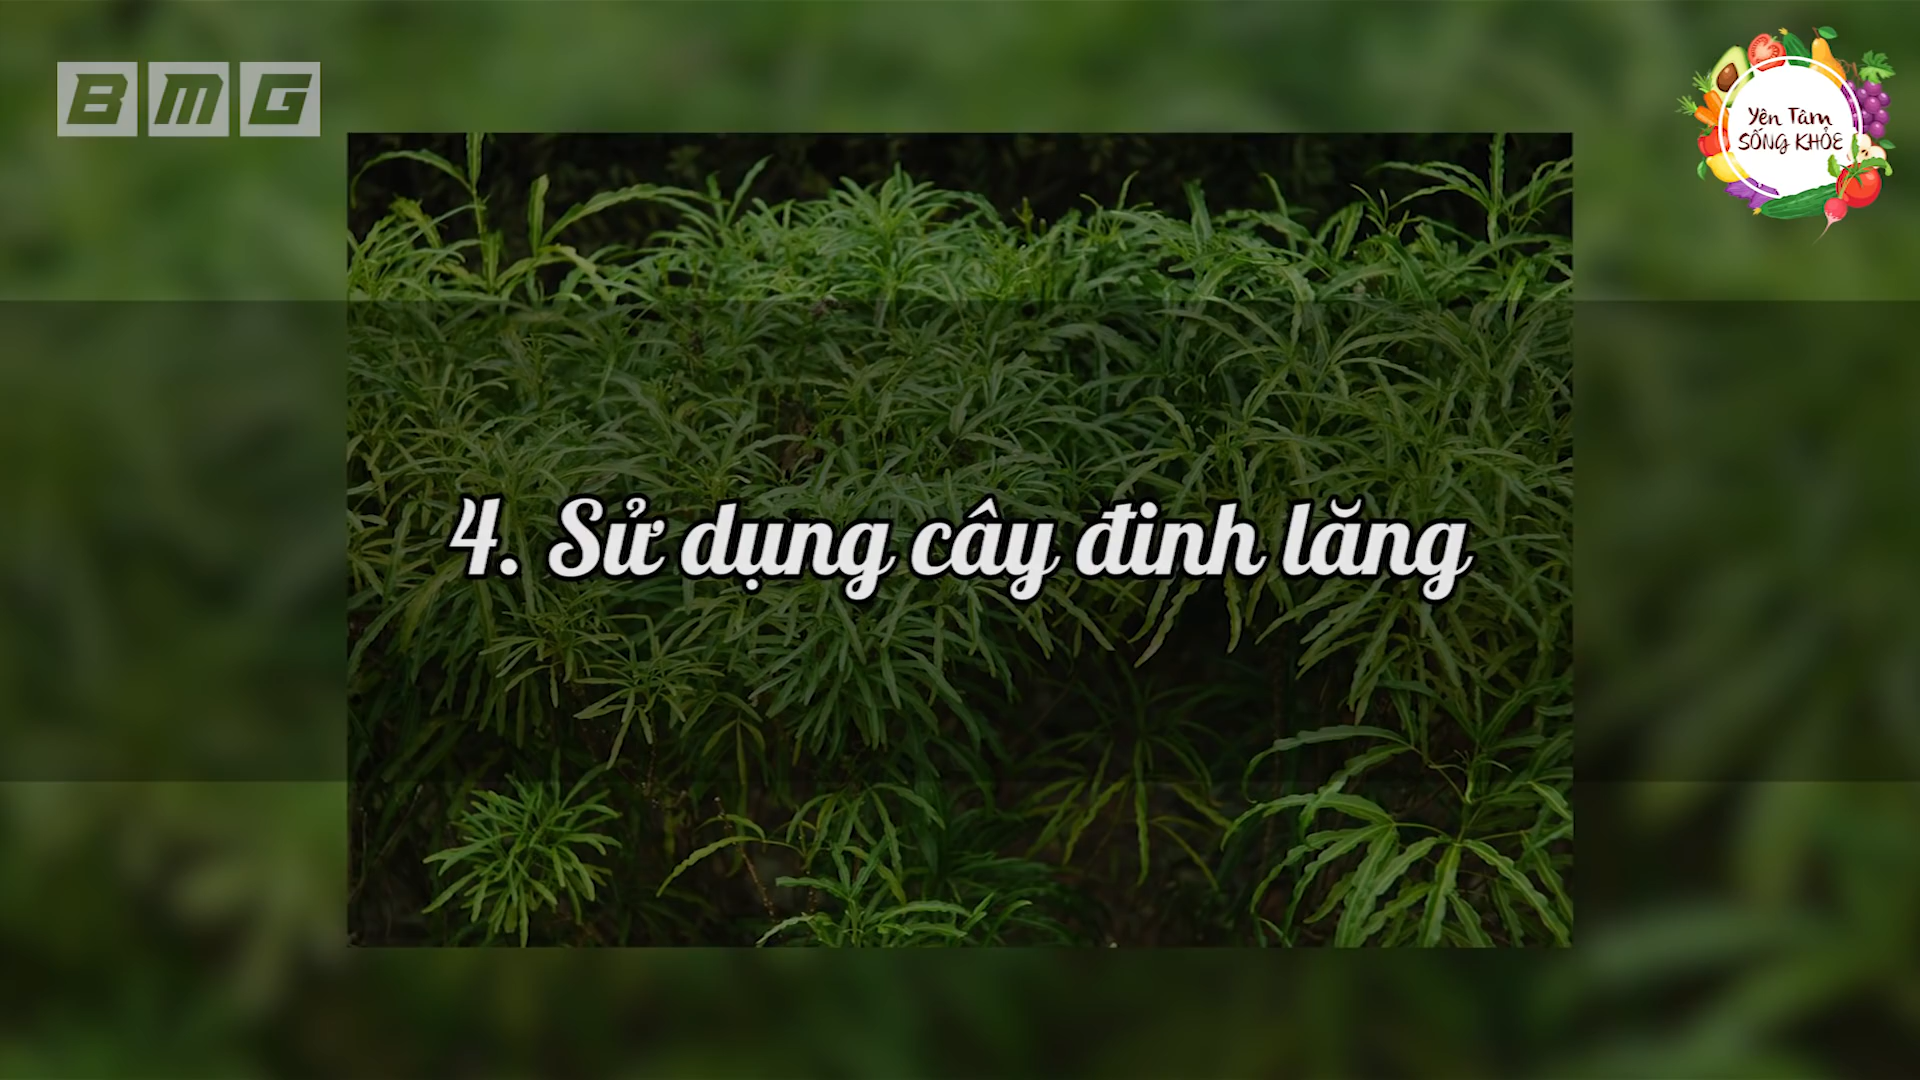 BMG
Yên Tâm
SỐNG KHỎE
4. Sử dụng cây đinh lăng